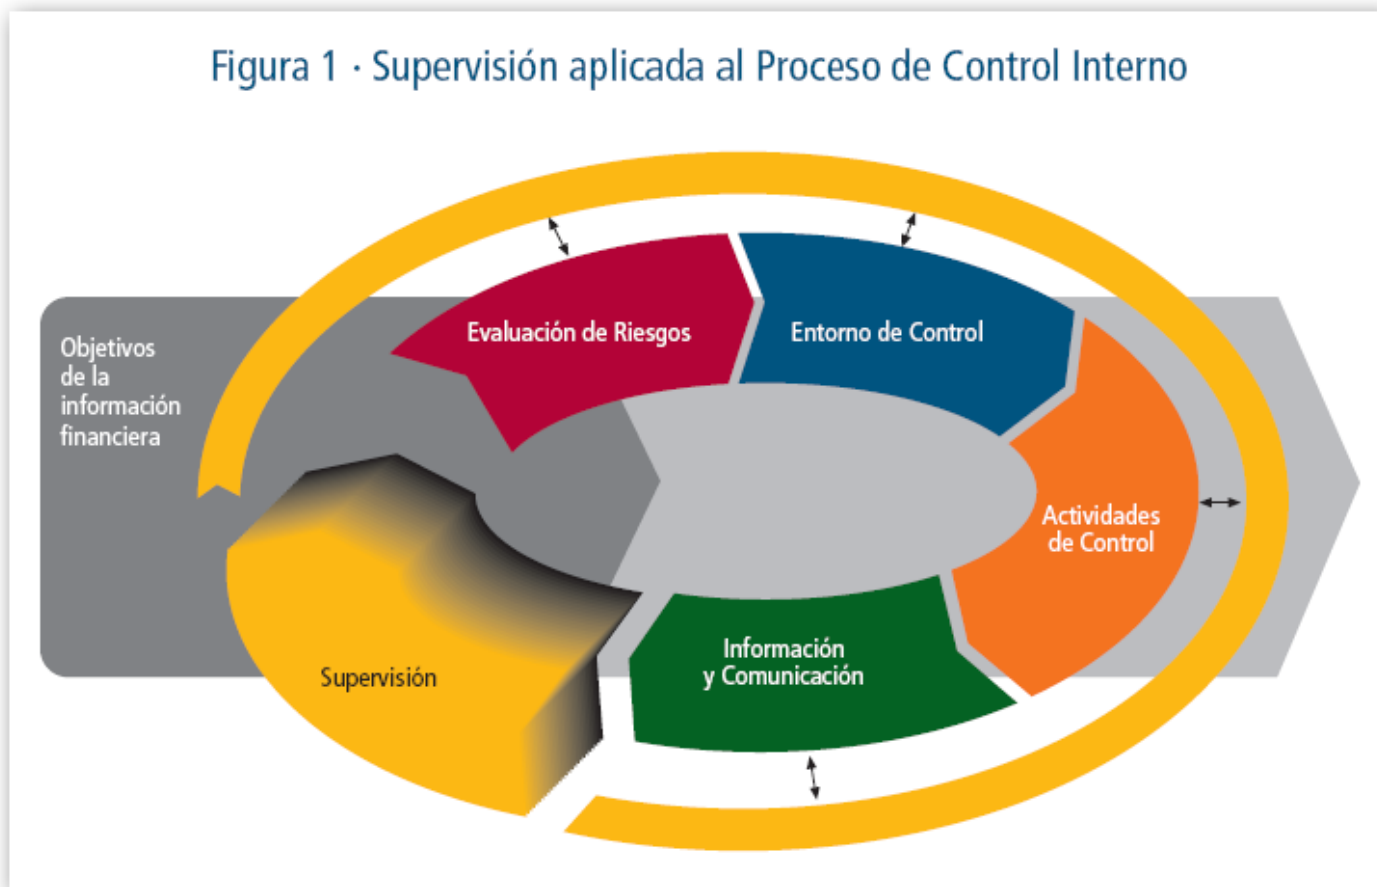 Figura 1 · Supervisión aplicada al Proceso de Control Interno
Objetivos
de la
información
financiera
Evaluación de Riesgos
Entorno de Control
Actividades
de Control
Información
y Comunicación
Supervisión